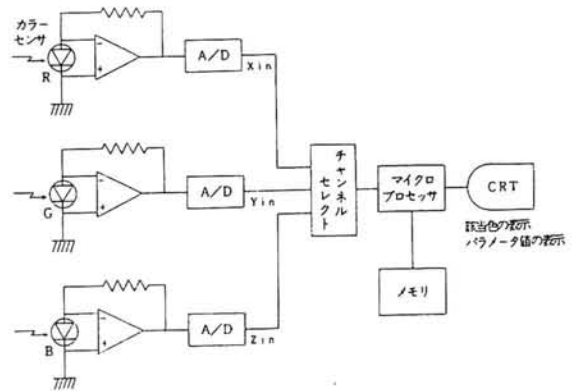 カラー
センサ
R
−
+
A/D
Xin
G
−
+
A/D
Yin
B
−
+
A/D
Zin
チャンネル
セレクト
マイクロ
プロセッサ
CRT
該当色の表示
パラメータ値の表示
メモリ